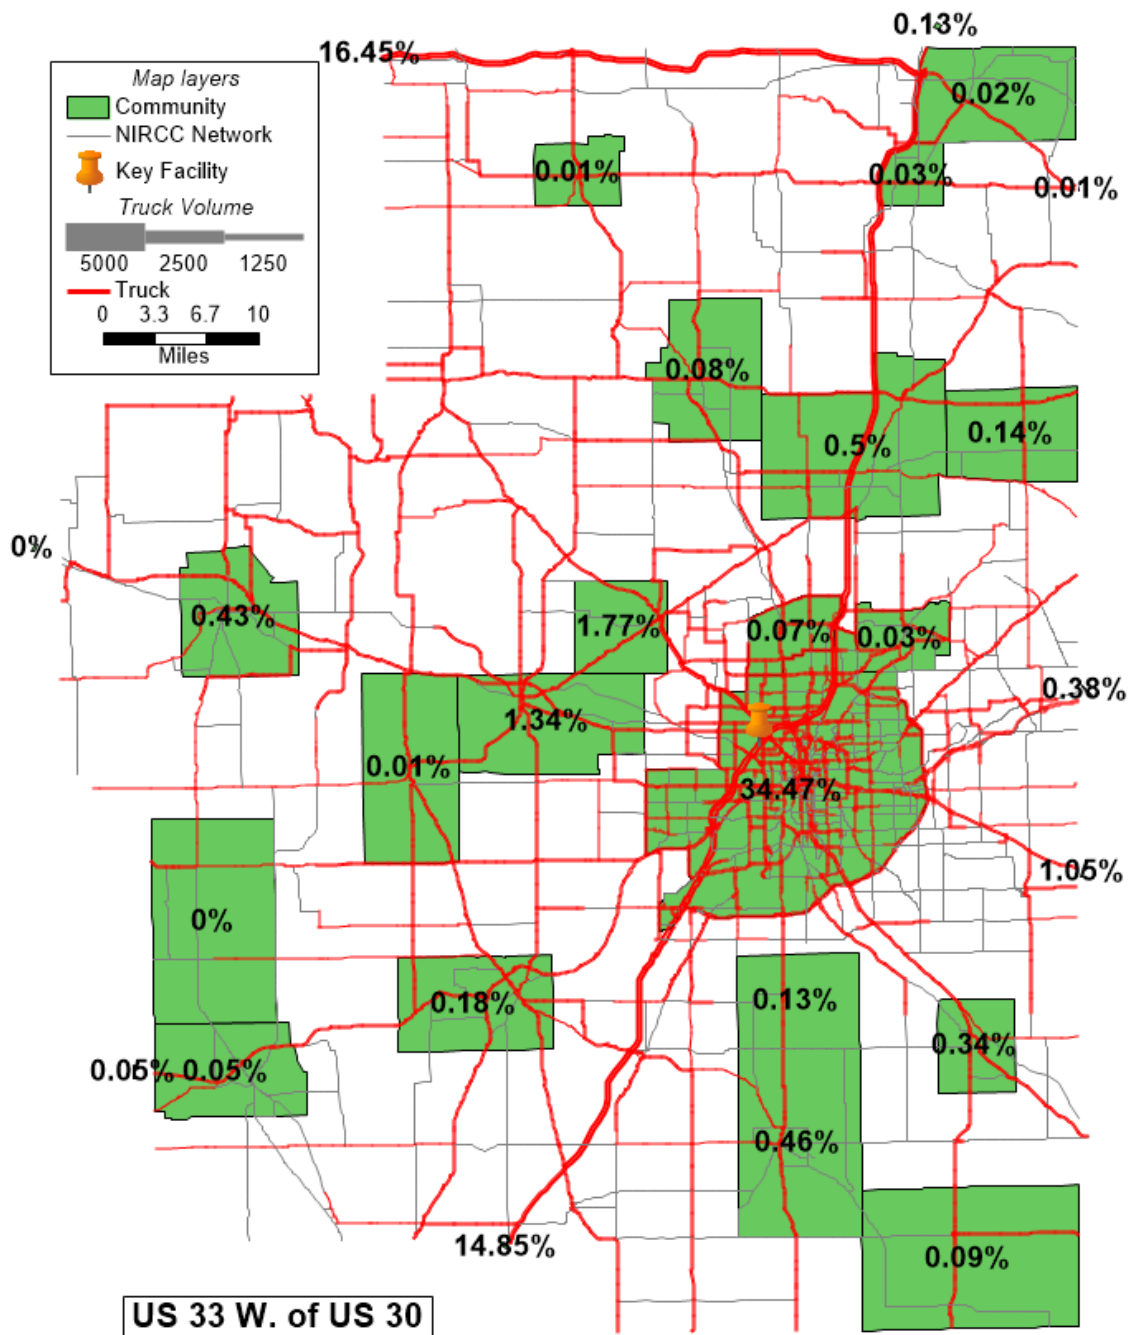 0.13%
16.45%
Map layers
Community
NIRCC Network
Key Facility
Truck Volume
5000 2500 1250
Truck
0 3.3 6.7 10
Miles
0.02%
0.01%
0.03%
0.01%
0.08%
0.5%
0.14%
0%
0.43%
1.77%
0.07%
0.03%
0.38%
1.34%
0.01%
34.47%
1.05%
0%
0.18%
0.13%
0.34%
0.05% 0.05%
0.46%
14.85%
0.09%
US 33 W. of US 30